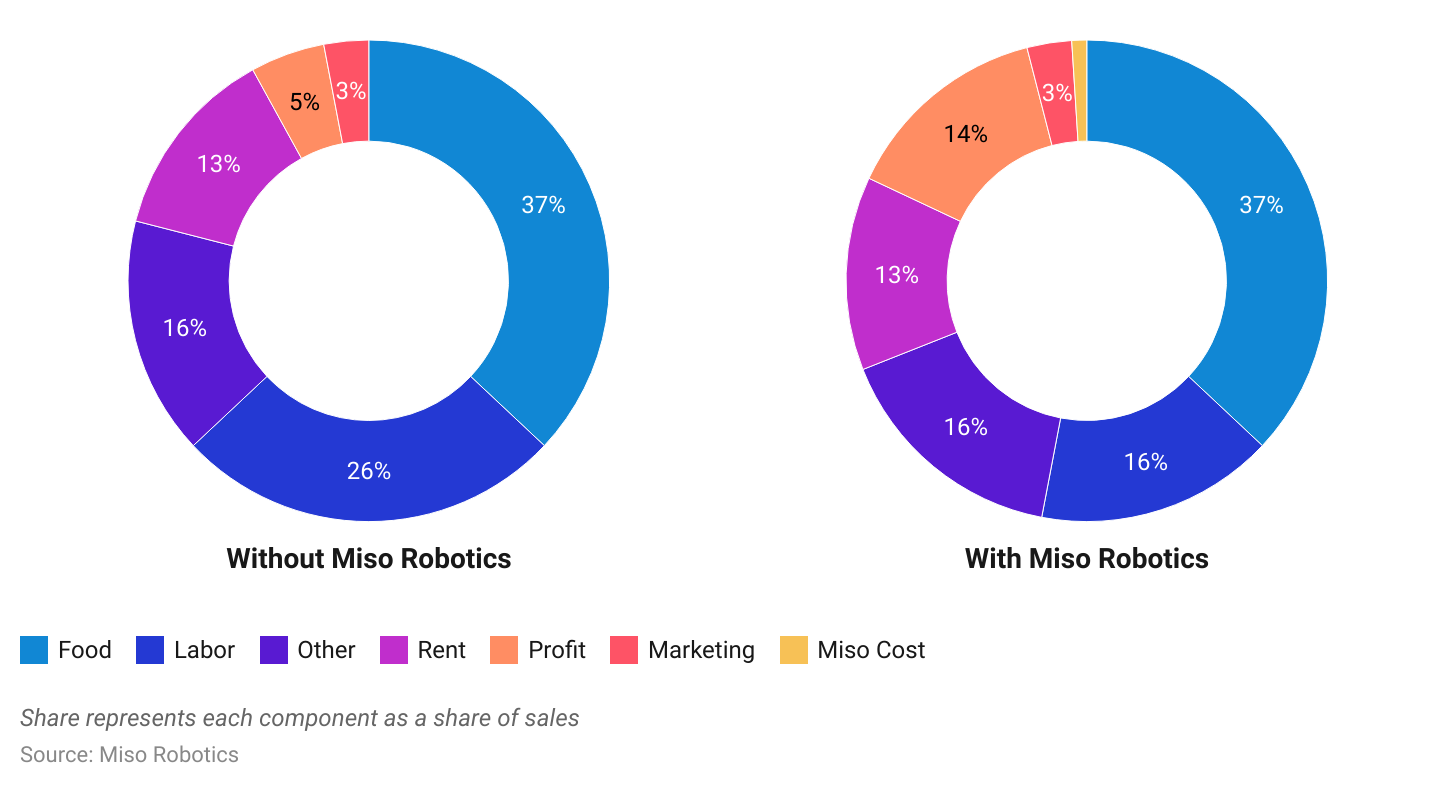 3%
5%
13%
37%
16%
26%
Without Miso Robotics
3%
14%
37%
13%
16%
16%
With Miso Robotics
Food Labor Other Rent Profit Marketing Miso Cost
Share represents each component as a share of sales
Source: Miso Robotics